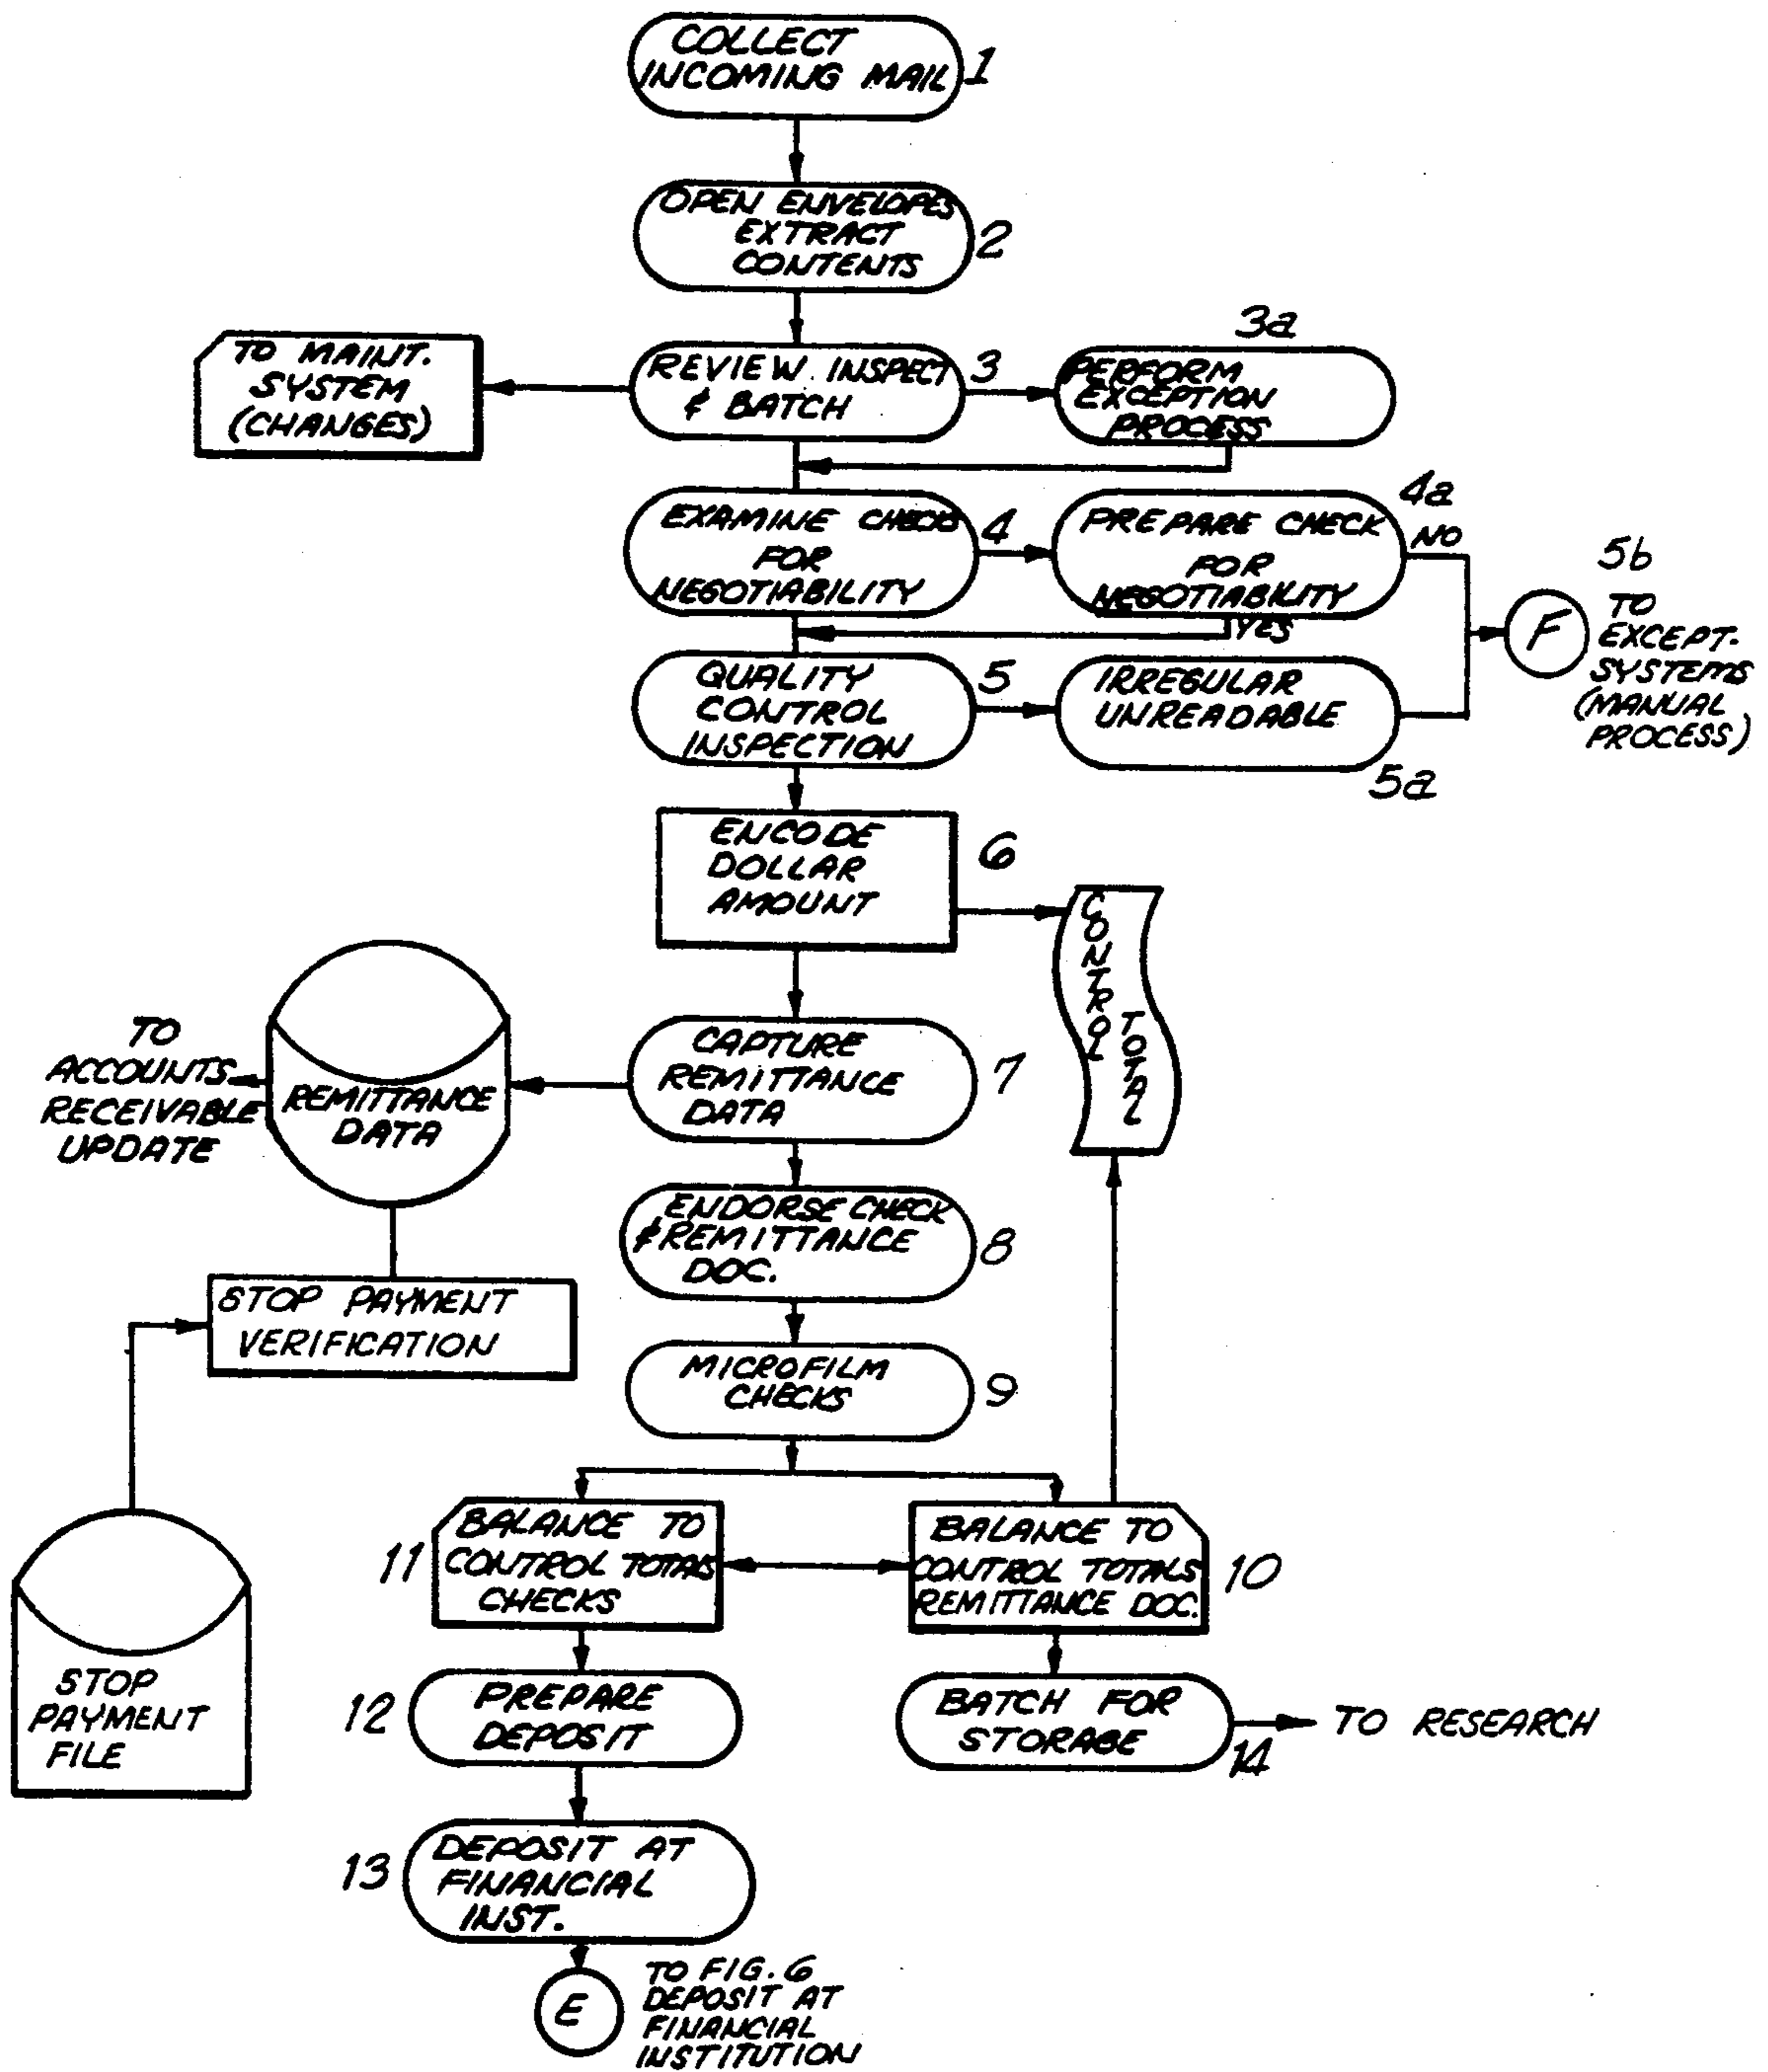 COLLECT
INCOMING MAIL
1
OPEN ENVELOPES
EXTRACT
CONTENTS
2
TO MAINT.
SYSTEM
(CHANGES)
REVIEW. INSPECT
& BATCH
3
3a
PERFORM
EXCEPTION
PROCESS
EXAMINE CHECKS
FOR
NEGOTIABILITY
4
PREPARE CHECK
FOR
NEGOTIABILITY
4a
NO
YES
F
5b
TO
EXCEPT-
SYSTEMS
(MANUAL
PROCESS)
QUALITY
CONTROL
INSPECTION
5
IRREGULAR
UNREADABLE
5a
ENCODE
DOLLAR
AMOUNT
6
CONTROL
TOTAL
CAPTURE
REMITTANCE
DATA
7
REMITTANCE
DATA
TO
ACCOUNTS
RECEIVABLE
UPDATE
ENDORSE CHECK
& REMITTANCE
DOC.
8
STOP PAYMENT
VERIFICATION
MICROFILM
CHECKS
9
STOP
PAYMENT
FILE
11
BALANCE TO
CONTROL TOTALS
CHECKS
BALANCE TO
CONTROL TOTALS
REMITTANCE DOC.
10
12
PREPARE
DEPOSIT
BATCH FOR
STORAGE
14
TO RESEARCH
13
DEPOSIT AT
FINANCIAL
INST.
E
TO FIG. 6
DEPOSIT AT
FINANCIAL
INSTITUTION